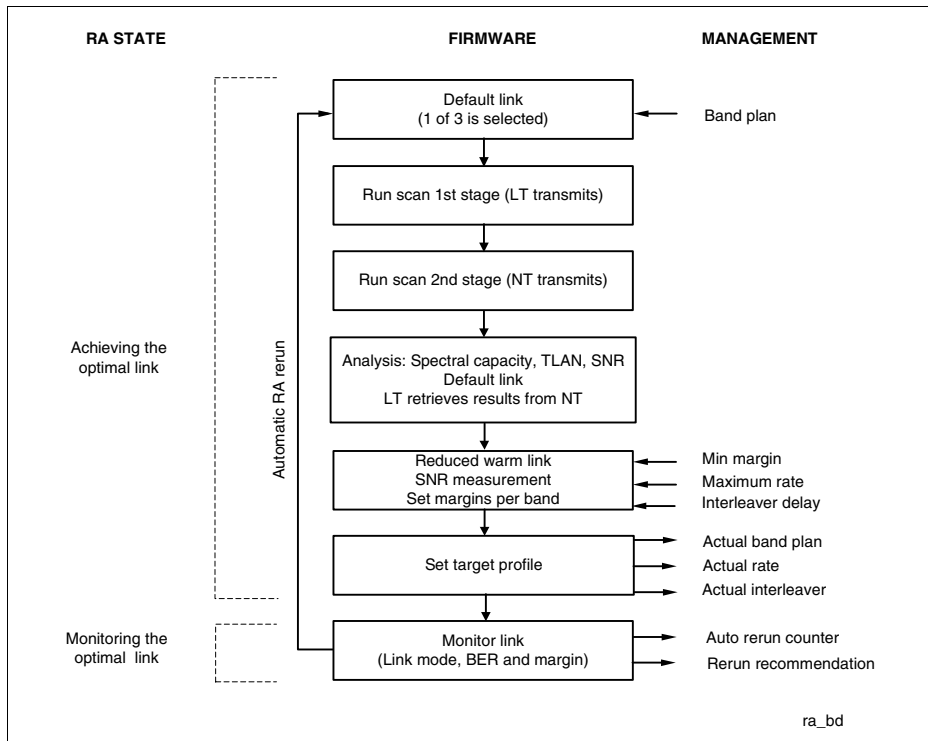 RA STATE
FIRMWARE
MANAGEMENT
Default link
(1 of 3 is selected)
Band plan
Run scan 1st stage (LT transmits)
Run scan 2nd stage (NT transmits)
Achieving the
optimal link
Automatic RA rerun
Analysis: Spectral capacity, TLAN, SNR
Default link
LT retrieves results from NT
Reduced warm link
SNR measurement
Set margins per band
Min margin
Maximum rate
Interleaver delay
Set target profile
Actual band plan
Actual rate
Actual interleaver
Monitoring the
optimal link
Monitor link
(Link mode, BER and margin)
Auto rerun counter
Rerun recommendation
ra_bd